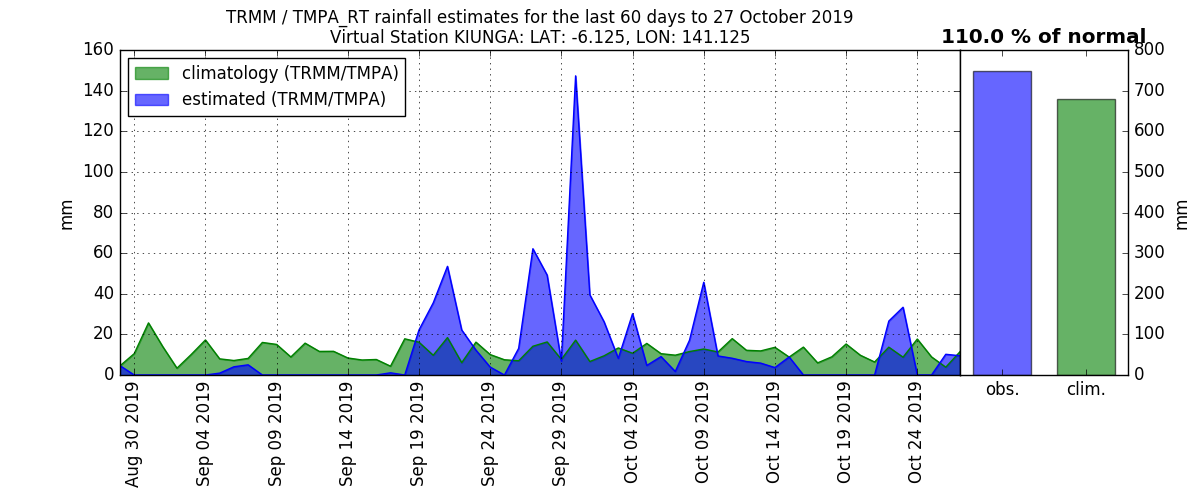 TRMM / TMPA_RT rainfall estimates for the last 60 days to 27 October 2019
Virtual Station KIUNGA: LAT: -6.125, LON: 141.125
110.0 % of normal
climatology (TRMM/TMPA)
estimated (TRMM/TMPA)
160
140
120
100
80
60
40
20
0
mm
Aug 30 2019
Sep 04 2019
Sep 09 2019
Sep 14 2019
Sep 19 2019
Sep 24 2019
Sep 29 2019
Oct 04 2019
Oct 09 2019
Oct 14 2019
Oct 19 2019
Oct 24 2019
800
700
600
500
400
300
200
100
0
mm
obs.
clim.